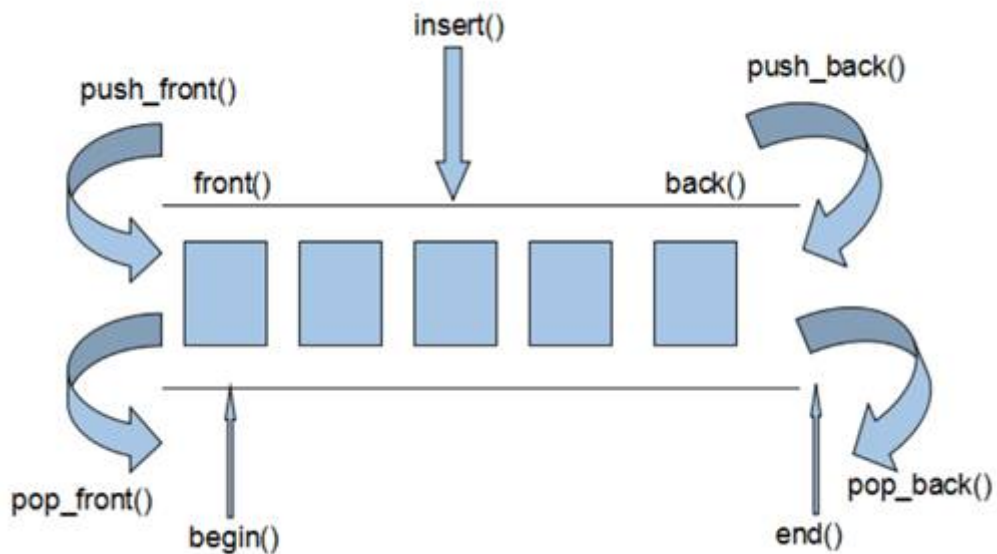 insert()
push_front()
push_back()
front()
back()
pop_front()
pop_back()
begin()
end()